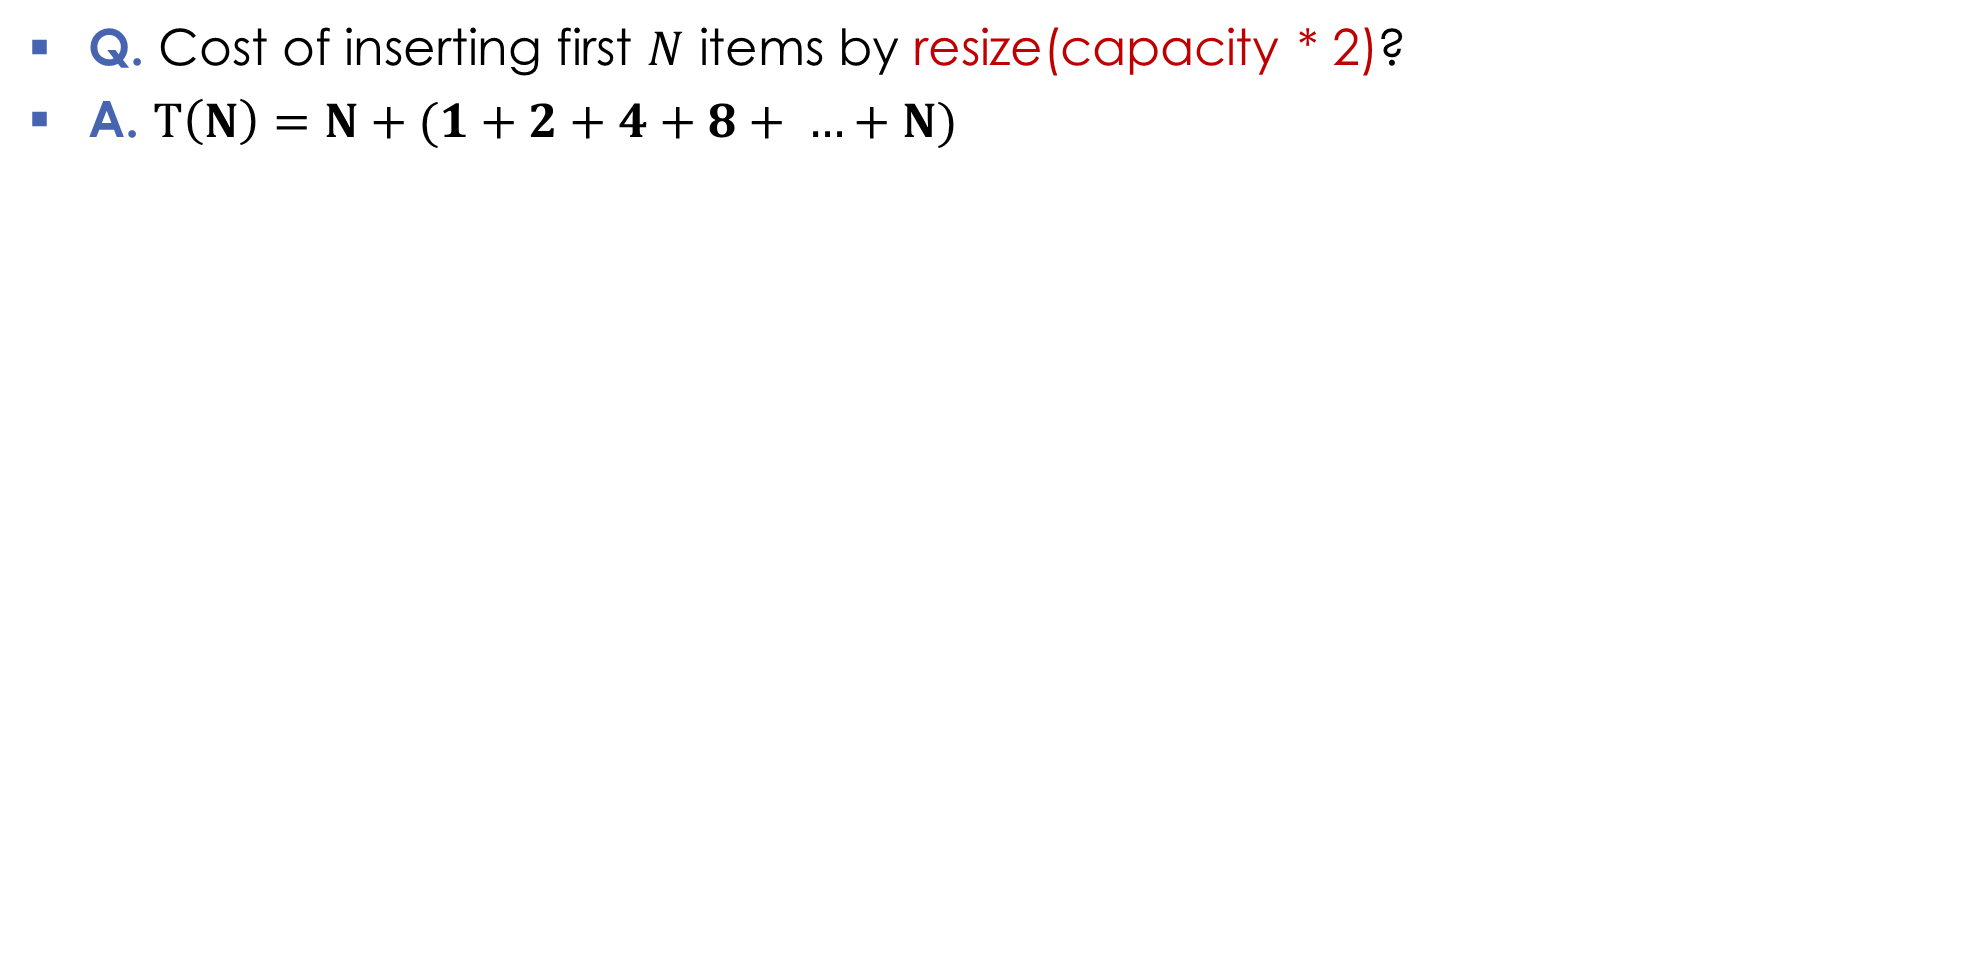 ▪ Q. Cost of inserting first N items by resize(capacity * 2)?
▪ A. T(N) = N + (1 + 2 + 4 + 8 + ... + N)